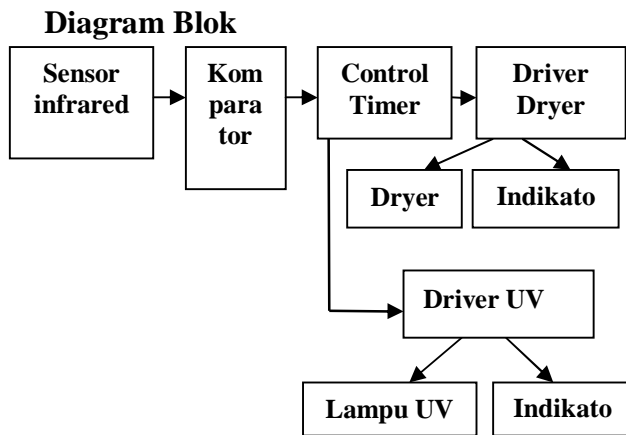 Diagram Blok
Sensor
infrared
Kom
para
tor
Control
Timer
Driver
Dryer
Dryer
Indikato
Driver UV
Lampu UV
Indikato